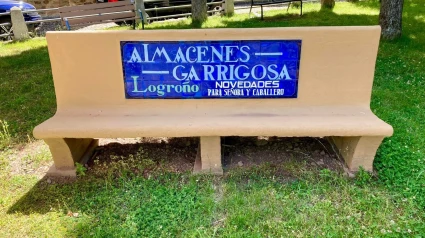 ALMACENES
GARRIGOSA
Logroño NOVEDADES
PARA SEÑORA Y CABALLERO